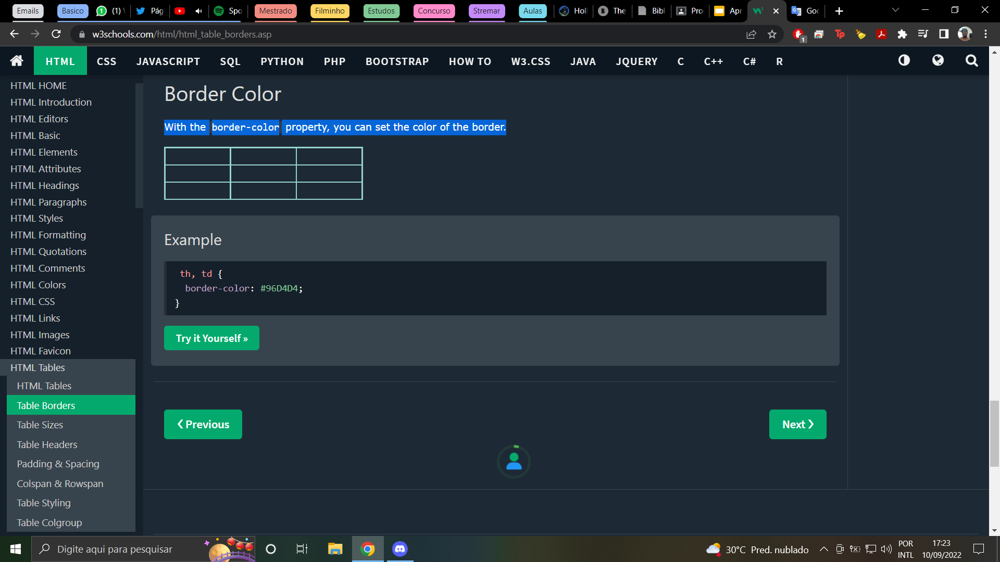 Emails Basico (1) Pág Spo Mestrado Filminho Estudos Concurso Stremar Aulas Holl The Bibl Pro Apr Goo
w3schools.com/html/html_table_borders.asp
1
HTML CSS JAVASCRIPT SQL PYTHON PHP BOOTSTRAP HOW TO W3.CSS JAVA JQUERY C C++ C# R
HTML HOME
HTML Introduction
HTML Editors
HTML Basic
HTML Elements
HTML Attributes
HTML Headings
HTML Paragraphs
HTML Styles
HTML Formatting
HTML Quotations
HTML Comments
HTML Colors
HTML CSS
HTML Links
HTML Images
HTML Favicon
HTML Tables
HTML Tables
Table Borders
Table Sizes
Table Headers
Padding & Spacing
Colspan & Rowspan
Table Styling
Table Colgroup
Border Color
With the border-color property, you can set the color of the border.
Example
th, td {
border-color: #96D4D4;
}
Try it Yourself »
❮ Previous
Next ❯
Digite aqui para pesquisar
30°C Pred. nublado
POR
INTL
17:23
10/09/2022